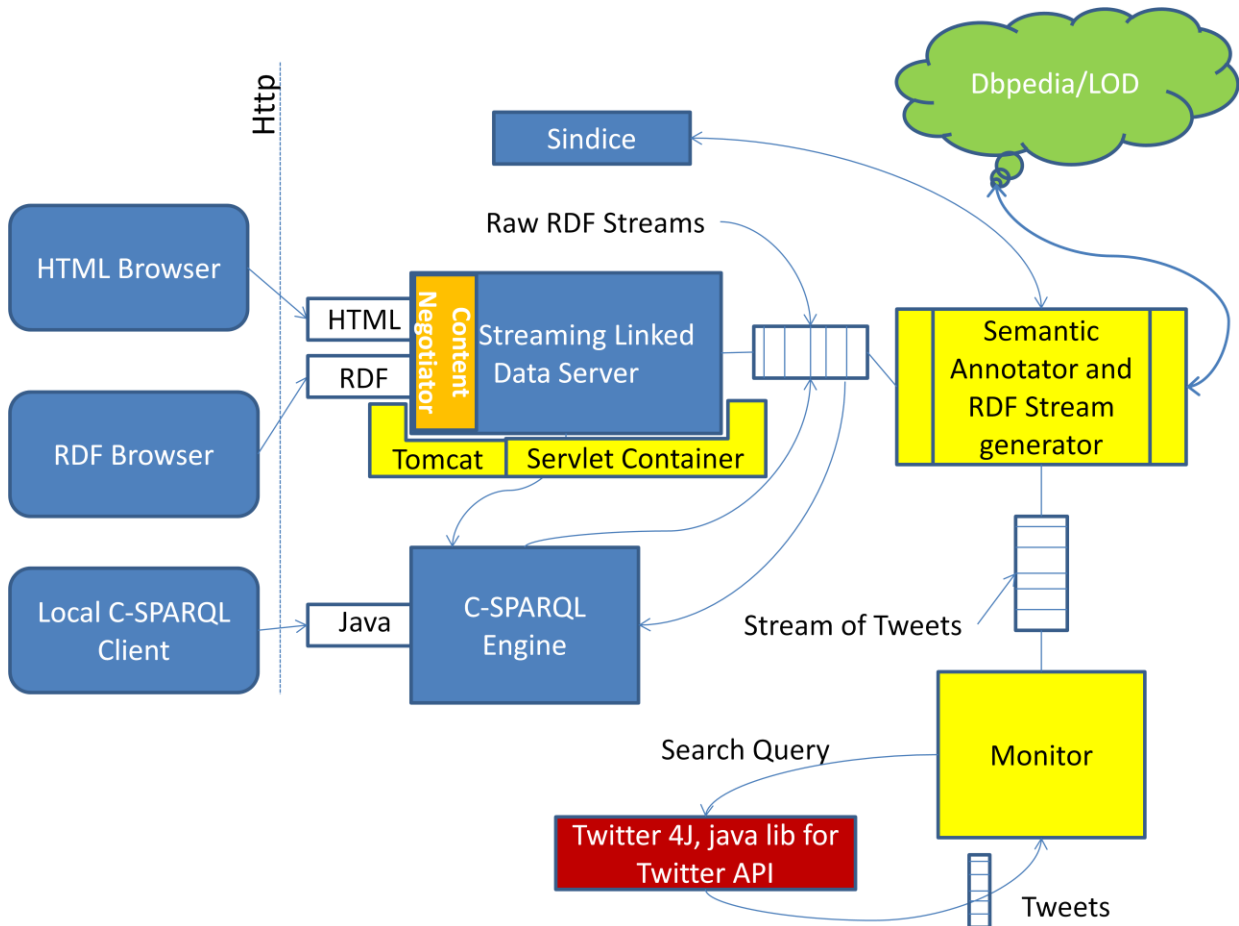 Dbpedia/LOD
Http
Sindice
Raw RDF Streams
HTML Browser
HTML
Content
Negotiator
Streaming Linked
Data Server
Semantic
Annotator and
RDF Stream
generator
RDF
RDF Browser
Tomcat
Servlet Container
Local C-SPARQL
Client
Java
C-SPARQL
Engine
Stream of Tweets
Search Query
Monitor
Twitter 4J, java lib for
Twitter API
Tweets